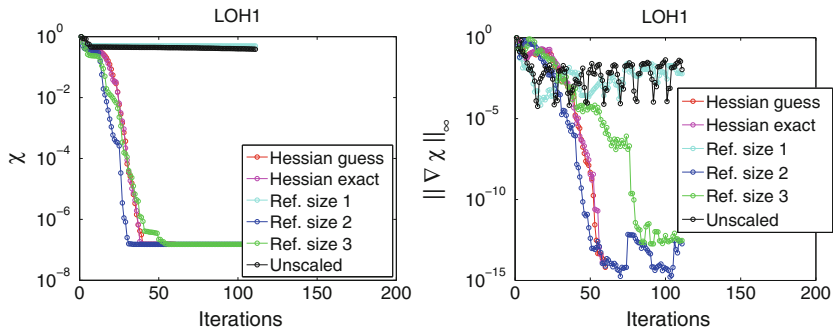 LOH1
10^0
10^-2
10^-4
10^-6
10^-8
χ
0
50
100
150
200
Iterations
Hessian guess
Hessian exact
Ref. size 1
Ref. size 2
Ref. size 3
Unscaled
LOH1
10^0
10^-5
10^-10
10^-15
|| ∇ χ ||_∞
0
50
100
150
200
Iterations
Hessian guess
Hessian exact
Ref. size 1
Ref. size 2
Ref. size 3
Unscaled